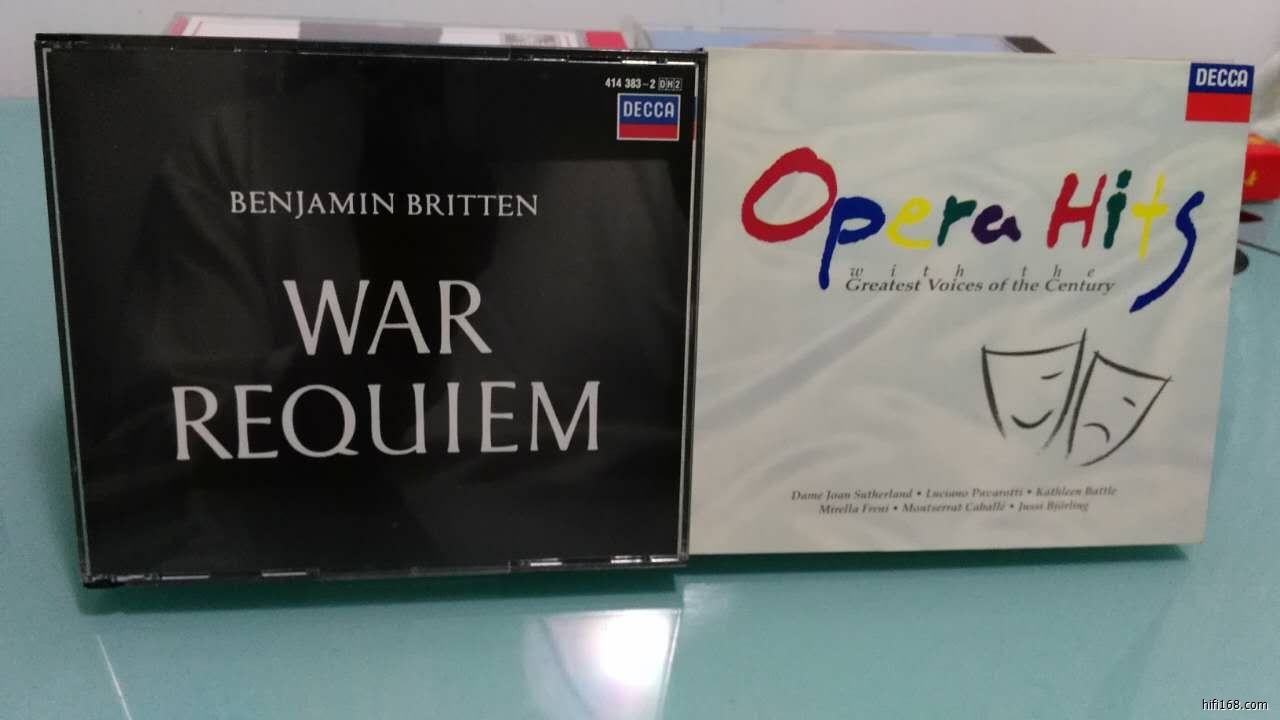 414 383-2 DH2
DECCA
BENJAMIN BRITTEN
WAR
REQUIEM
DECCA
Opera Hits
with the
Greatest Voices of the Century
Dame Joan Sutherland • Luciano Pavarotti • Kathleen Battle
Mirella Freni • Montserrat Caballé • Jussi Björling
hifi168.com